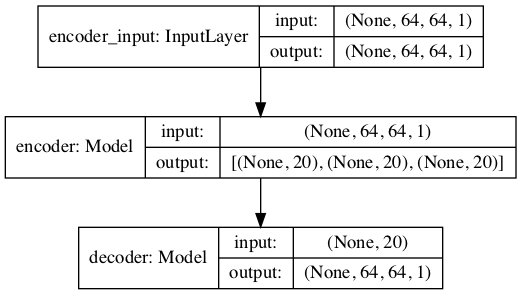 encoder_input: InputLayer
input:
(None, 64, 64, 1)
output:
(None, 64, 64, 1)
encoder: Model
input:
(None, 64, 64, 1)
output:
[(None, 20), (None, 20), (None, 20)]
decoder: Model
input:
(None, 20)
output:
(None, 64, 64, 1)